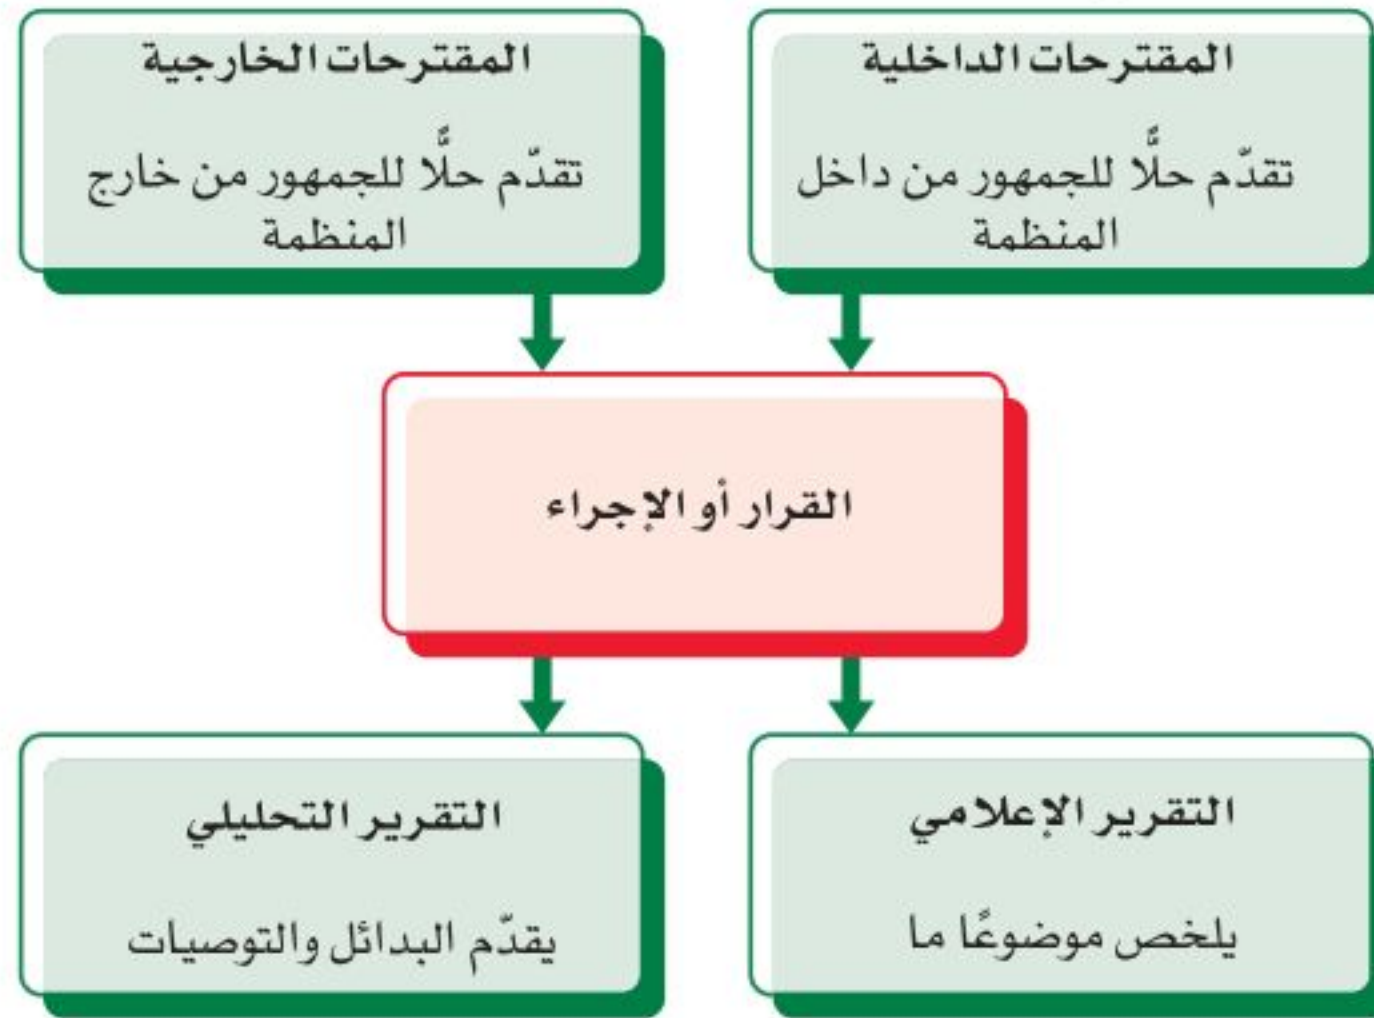 المقترحات الداخلية
تقدّم حلًّا للجمهور من داخل
المنظمة
المقترحات الخارجية
تقدّم حلًّا للجمهور من خارج
المنظمة
القرار أو الإجراء
التقرير الإعلامي
يلخص موضوعًا ما
التقرير التحليلي
يقدّم البدائل والتوصيات